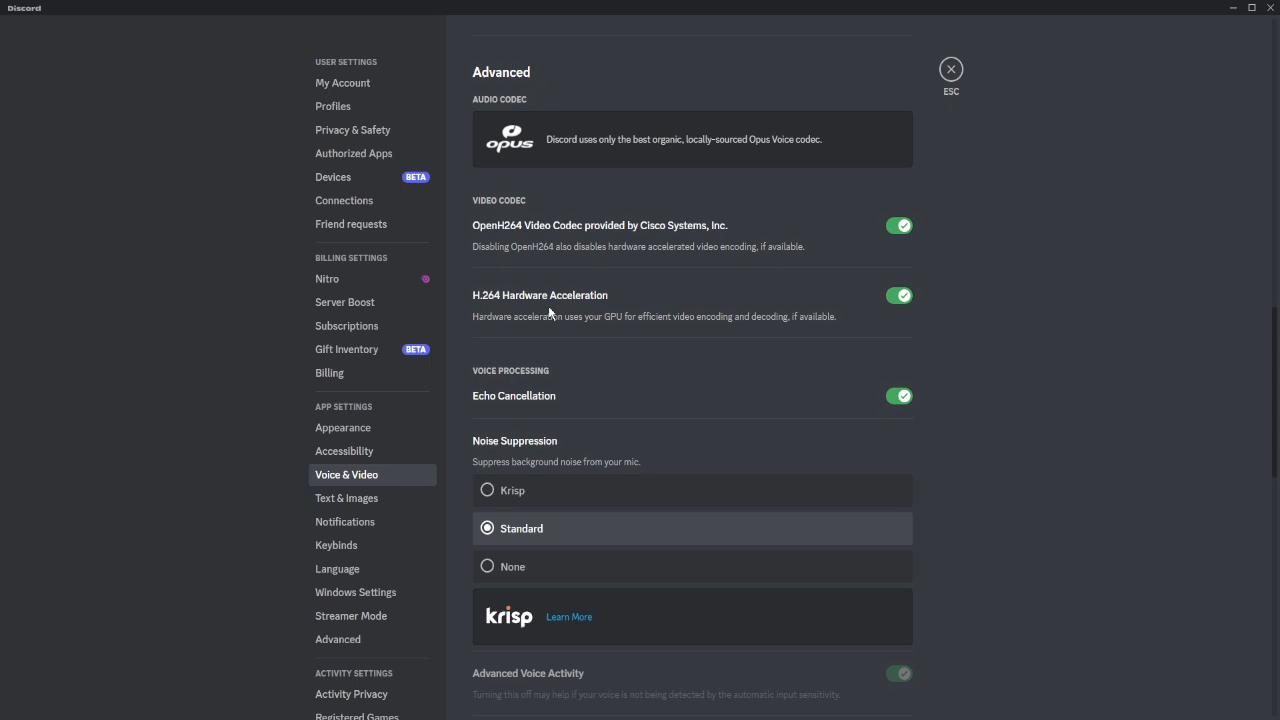 Discord
USER SETTINGS
My Account
Profiles
Privacy & Safety
Authorized Apps
Devices BETA
Connections
Friend requests
BILLING SETTINGS
Nitro
Server Boost
Subscriptions
Gift Inventory BETA
Billing
APP SETTINGS
Appearance
Accessibility
Voice & Video
Text & Images
Notifications
Keybinds
Language
Windows Settings
Streamer Mode
Advanced
ACTIVITY SETTINGS
Activity Privacy
Registered Games
Advanced
AUDIO CODEC
opus Discord uses only the best organic, locally-sourced Opus Voice codec.
VIDEO CODEC
OpenH264 Video Codec provided by Cisco Systems, Inc.
Disabling OpenH264 also disables hardware accelerated video encoding, if available.
H.264 Hardware Acceleration
Hardware acceleration uses your GPU for efficient video encoding and decoding, if available.
VOICE PROCESSING
Echo Cancellation
Noise Suppression
Suppress background noise from your mic.
Krisp
Standard
None
krisp Learn More
Advanced Voice Activity
Turning this off may help if your voice is not being detected by the automatic input sensitivity.
ESC